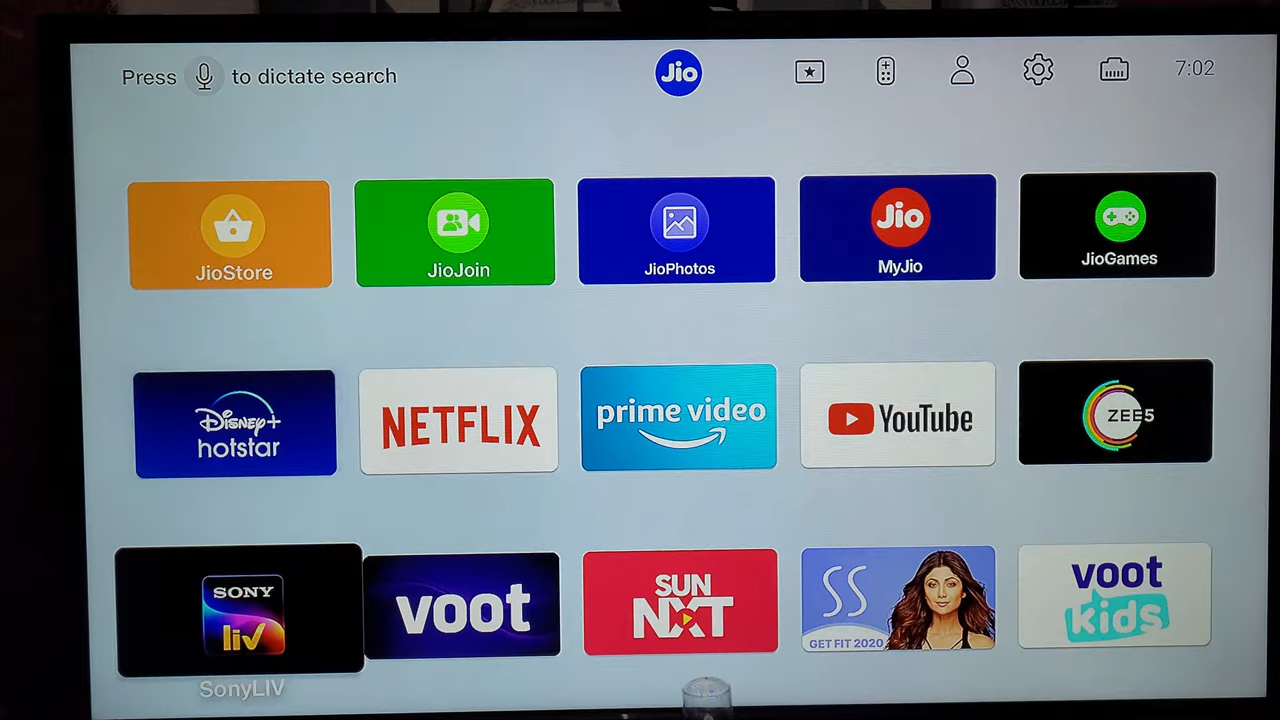 Press to dictate search
Jio
7:02
JioStore
JioJoin
JioPhotos
Jio
MyJio
JioGames
Disney+
hotstar
NETFLIX
prime video
YouTube
ZEE5
SONY
liv
SonyLIV
voot
SUN
NXT
SS
GET FIT 2020
voot
kids